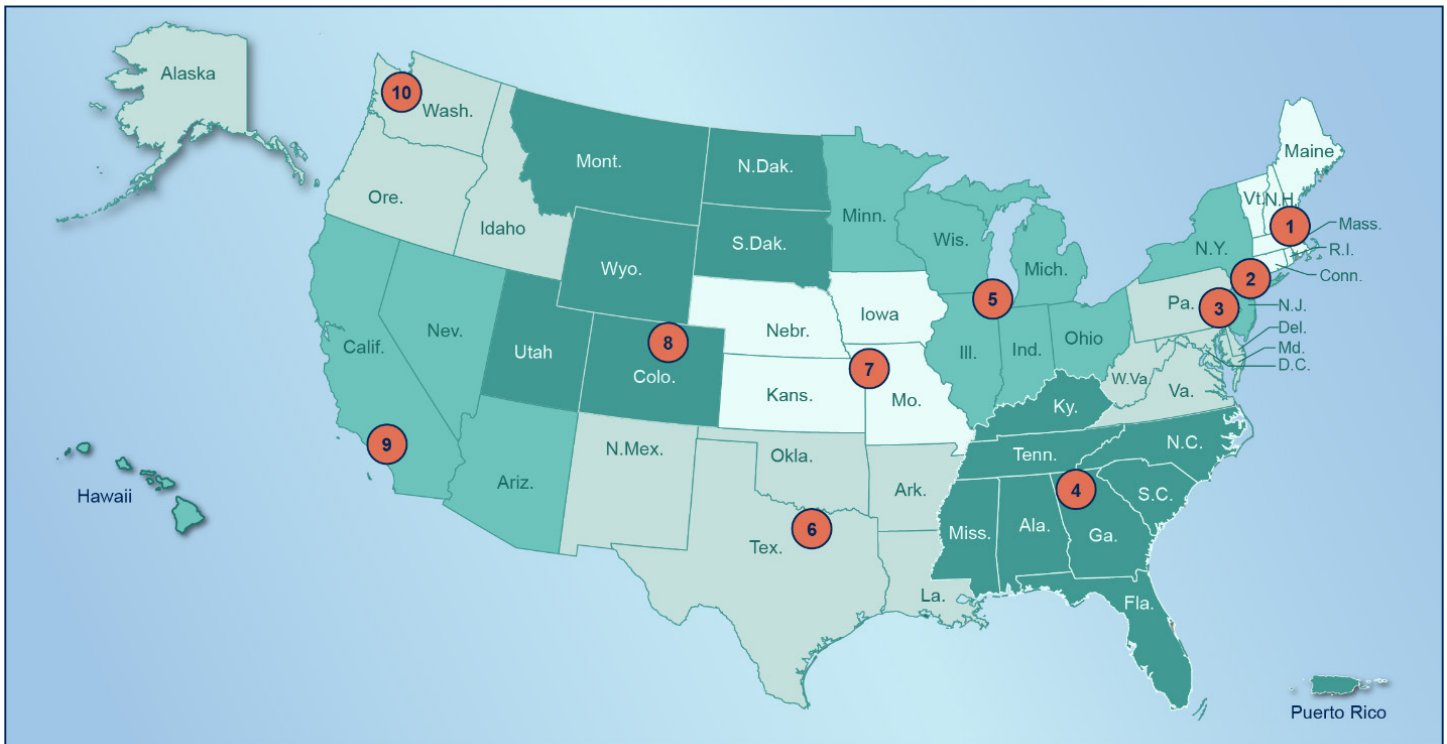 Alaska
10
Wash.
Mont.
N.Dak.
Minn.
Maine
Ore.
Idaho
Vt.
N.H.
1
Mass.
Wyo.
S.Dak.
Wis.
Mich.
N.Y.
R.I.
Conn.
2
5
Pa.
3
N.J.
Iowa
Nebr.
Nev.
Calif.
Utah
8
Colo.
7
Ill.
Ind.
Ohio
Del.
Md.
D.C.
W.Va
Va.
Kans.
Mo.
Ky.
9
N.Mex.
Okla.
Tenn.
N.C.
Ariz.
Ark.
4
S.C.
Hawaii
6
Tex.
Miss.
Ala.
Ga.
La.
Fla.
Puerto Rico